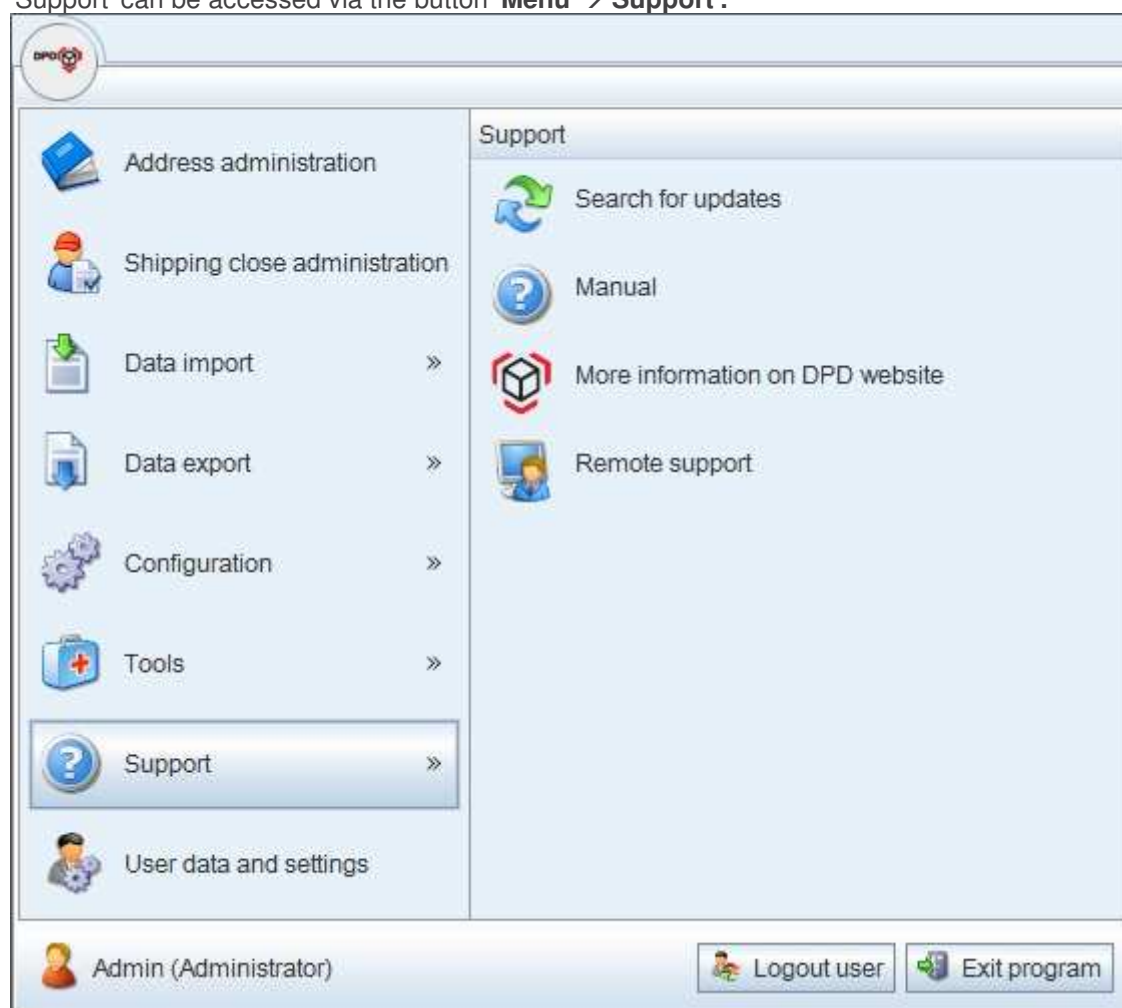 Support' can be accessed via the button 'Menu → Support'.
DPD
Address administration
Shipping close administration
Data import »
Data export »
Configuration »
Tools »
Support »
User data and settings
Support
Search for updates
Manual
More information on DPD website
Remote support
Admin (Administrator)
Logout user
Exit program